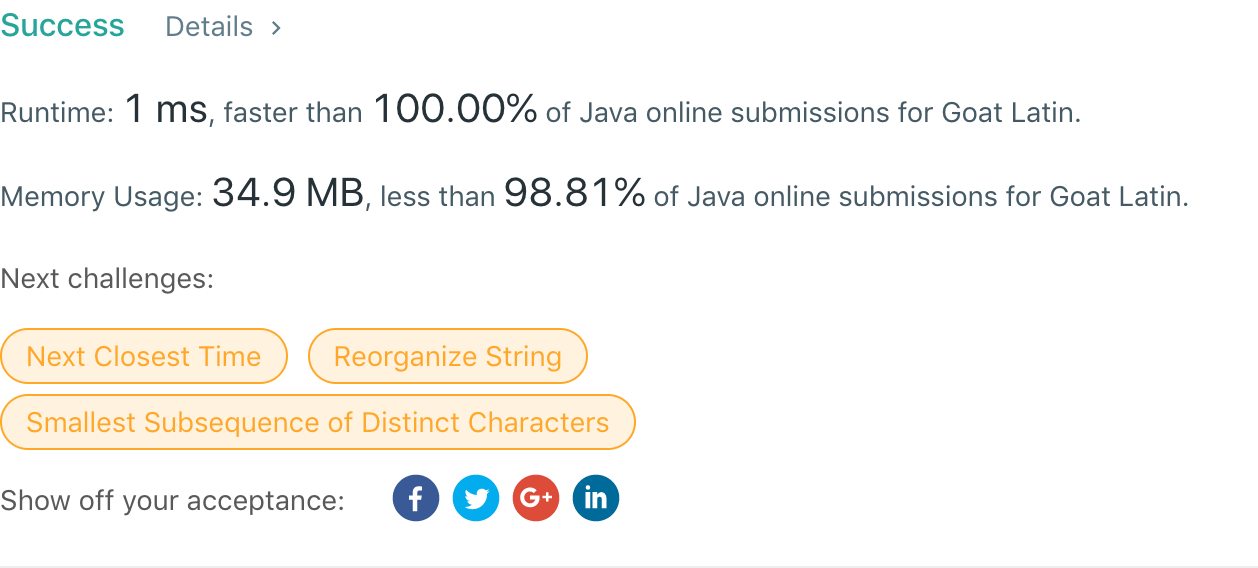 Success Details >
Runtime: 1 ms, faster than 100.00% of Java online submissions for Goat Latin.
Memory Usage: 34.9 MB, less than 98.81% of Java online submissions for Goat Latin.
Next challenges:
Next Closest Time Reorganize String
Smallest Subsequence of Distinct Characters
Show off your acceptance: f G+ in